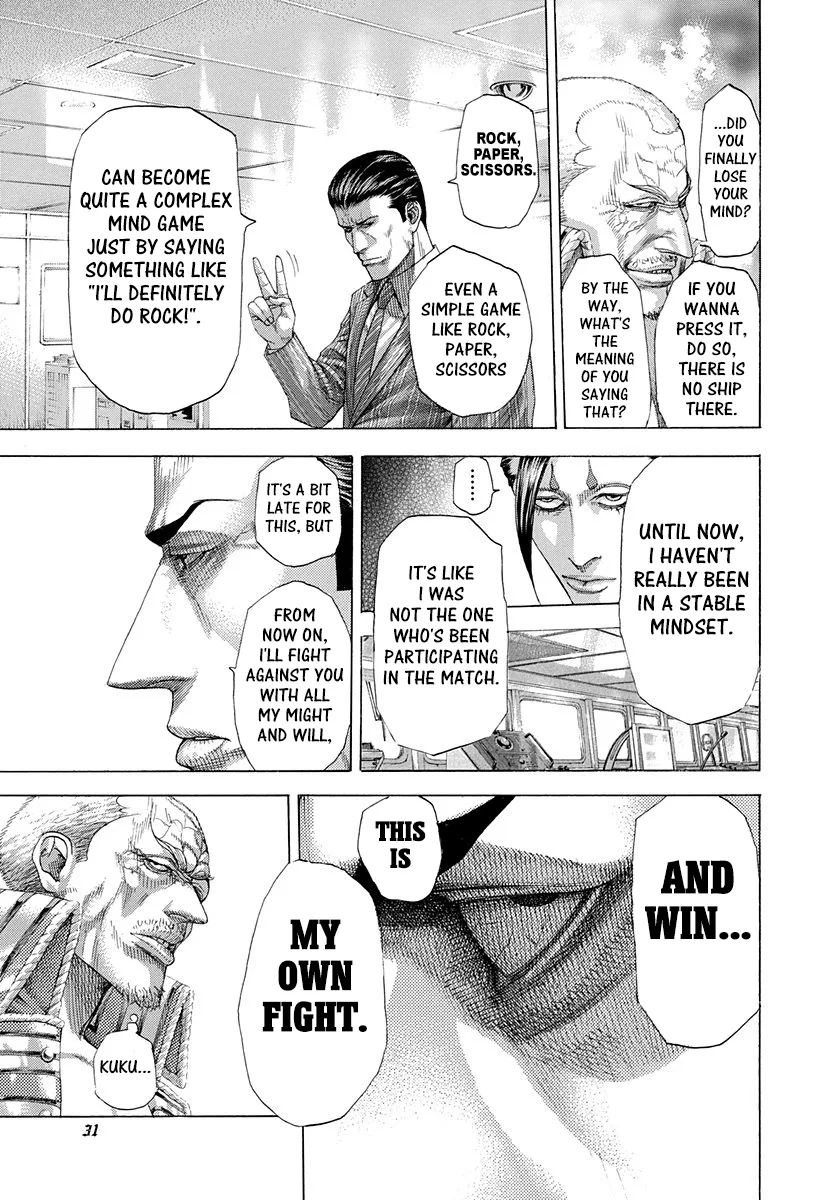 ...DID
YOU
FINALLY
LOSE
YOUR
MIND?
IF YOU
WANNA
PRESS IT,
DO SO,
THERE IS
NO SHIP
THERE.
BY THE
WAY,
WHAT'S
THE
MEANING
OF YOU
SAYING
THAT?
ROCK,
PAPER,
SCISSORS.
EVEN A
SIMPLE GAME
LIKE ROCK,
PAPER,
SCISSORS
CAN BECOME
QUITE A COMPLEX
MIND GAME
JUST BY SAYING
SOMETHING LIKE
"I'LL DEFINITELY
DO ROCK!".
UNTIL NOW,
I HAVEN'T
REALLY BEEN
IN A STABLE
MINDSET.
......
IT'S LIKE
I WAS
NOT THE ONE
WHO'S BEEN
PARTICIPATING
IN THE MATCH.
IT'S A BIT
LATE FOR
THIS, BUT
FROM
NOW ON,
I'LL FIGHT
AGAINST YOU
WITH ALL
MY MIGHT
AND WILL,
AND
WIN...
THIS
IS
MY
OWN
FIGHT.
KUKU...
31